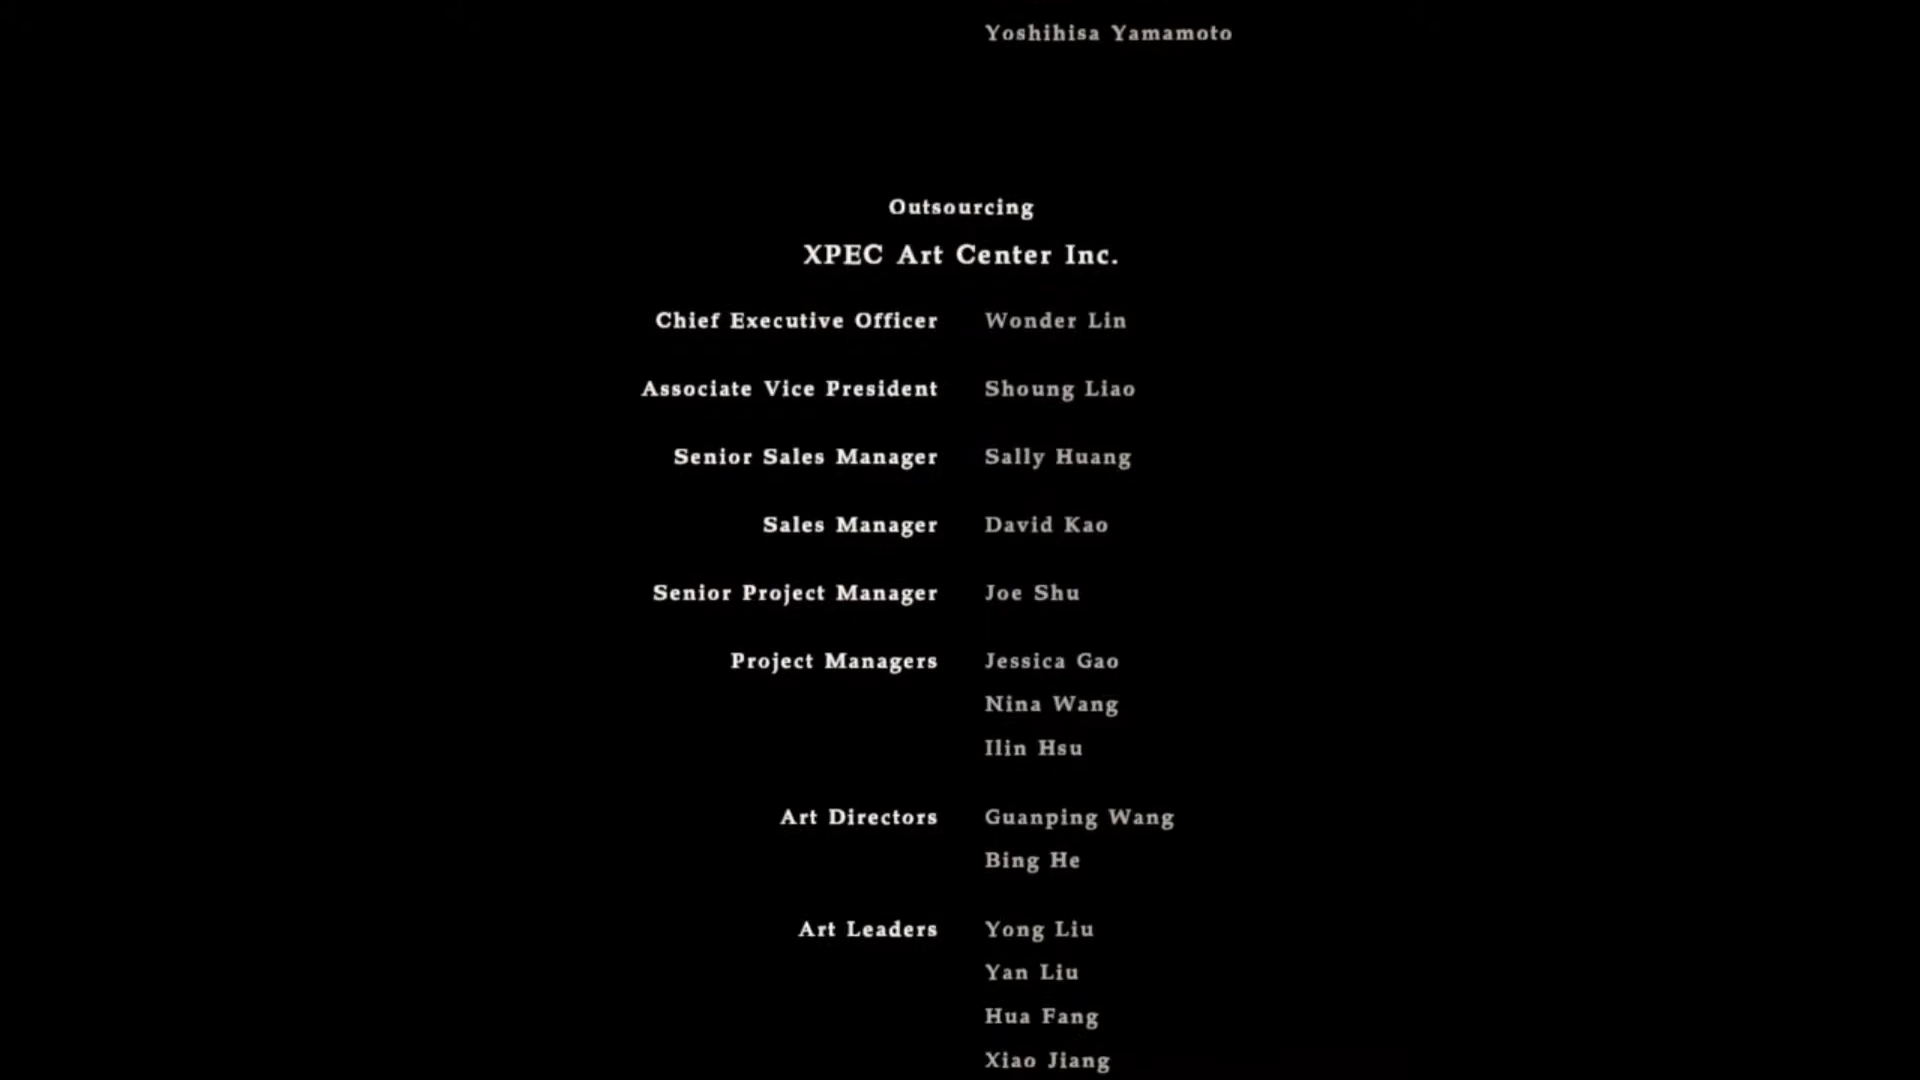 Yoshihisa Yamamoto
Outsourcing
XPEC Art Center Inc.
Chief Executive Officer Wonder Lin
Associate Vice President Shoung Liao
Senior Sales Manager Sally Huang
Sales Manager David Kao
Senior Project Manager Joe Shu
Project Managers Jessica Gao
Nina Wang
Ilin Hsu
Art Directors Guanping Wang
Bing He
Art Leaders Yong Liu
Yan Liu
Hua Fang
Xiao Jiang